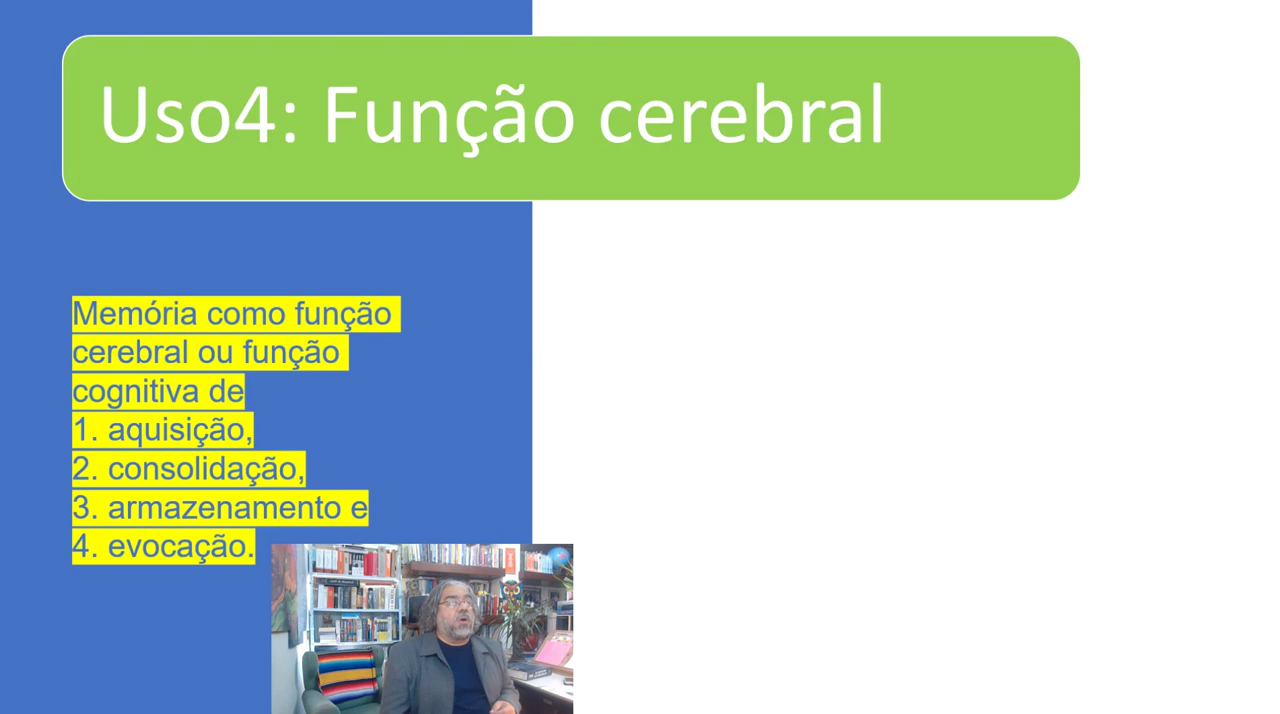 Uso4: Função cerebral
Memória como função
cerebral ou função
cognitiva de
1. aquisição,
2. consolidação,
3. armazenamento e
4. evocação.